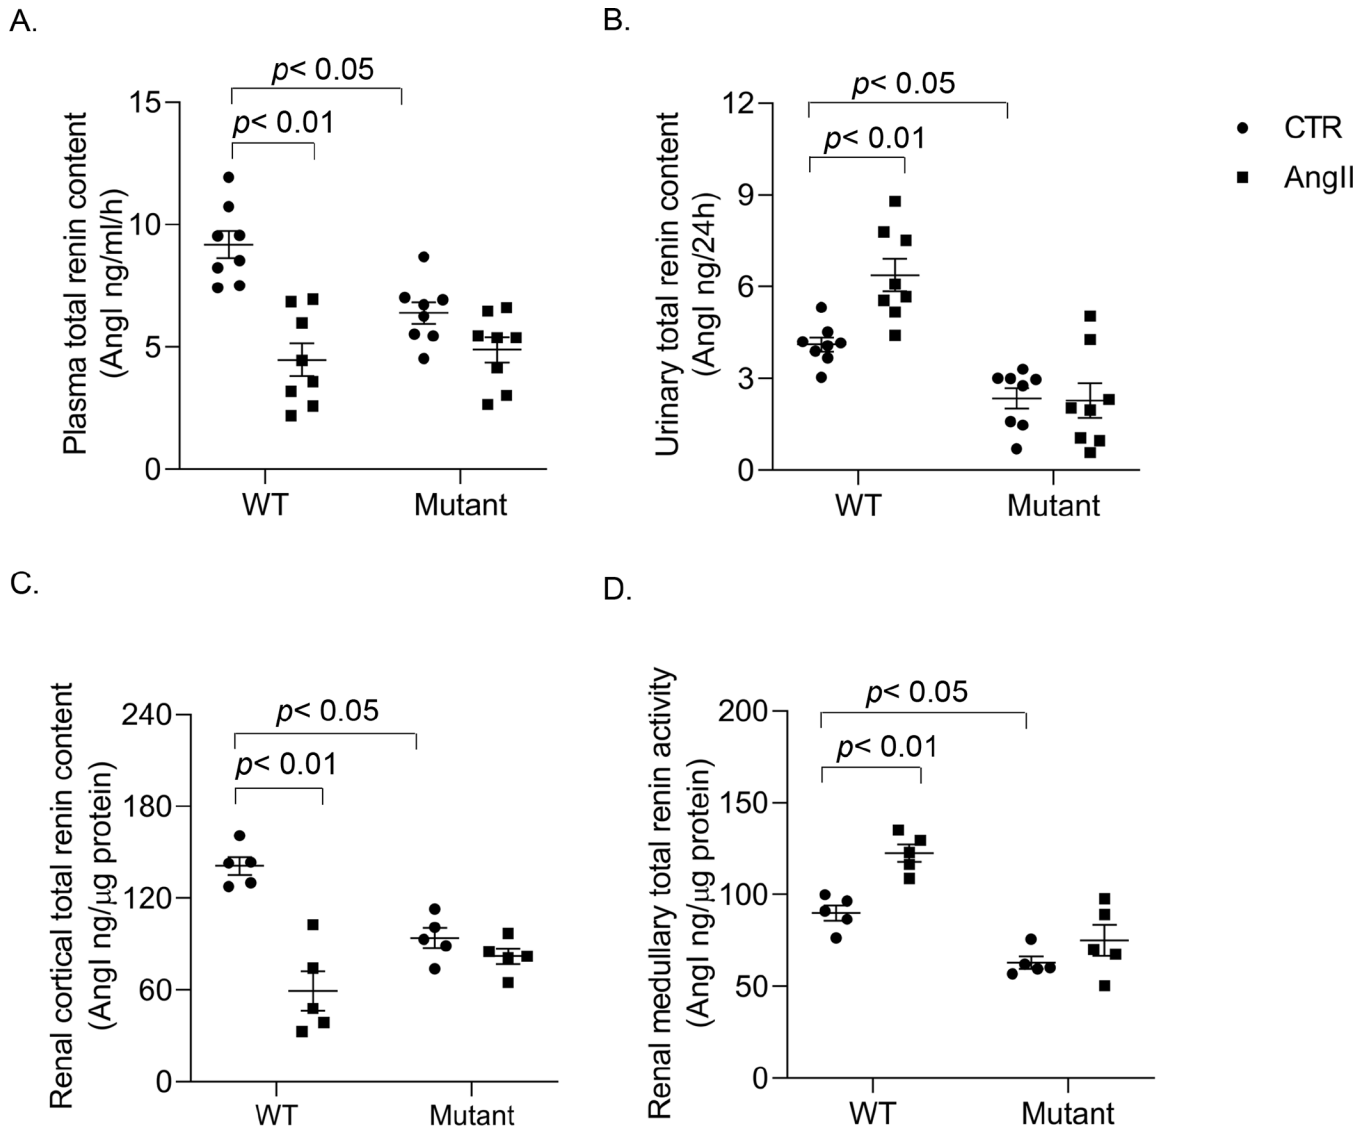 A.
Plasma total renin content
(AngI ng/ml/h)
15
10
5
0
p< 0.05
p< 0.01
WT
Mutant
B.
Urinary total renin content
(AngI ng/24h)
12
9
6
3
0
p< 0.05
p< 0.01
WT
Mutant
CTR
AngII
C.
Renal cortical total renin content
(AngI ng/μg protein)
240
180
120
60
0
p< 0.05
p< 0.01
WT
Mutant
D.
Renal medullary total renin activity
(AngI ng/μg protein)
200
150
100
50
0
p< 0.05
p< 0.01
WT
Mutant